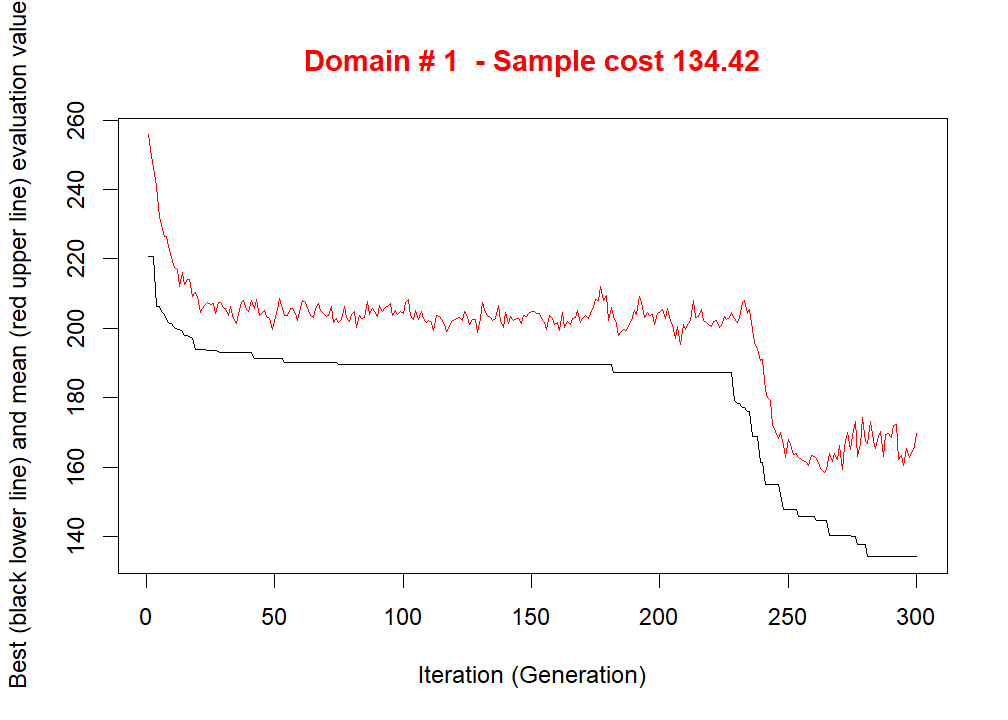 Domain # 1  - Sample cost 134.42
Best (black lower line) and mean (red upper line) evaluation value
260
240
220
200
180
160
140
0 50 100 150 200 250 300
Iteration (Generation)